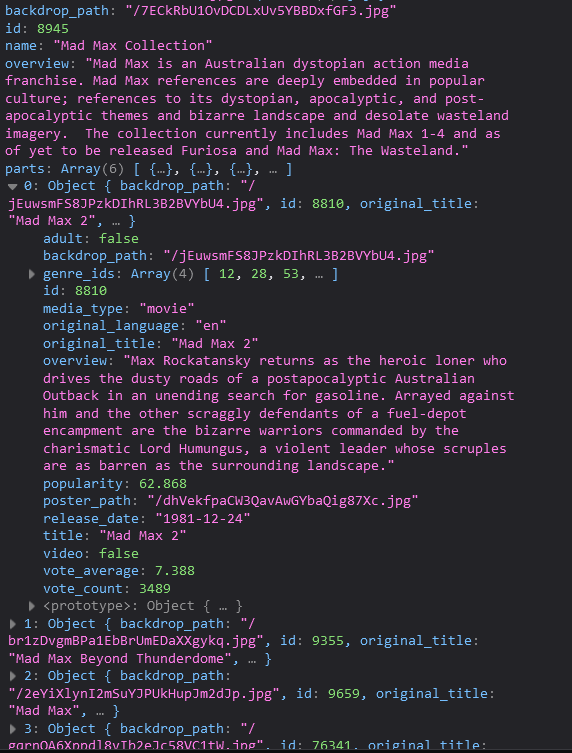 backdrop_path: "/7ECkRbU1OvDCDLxUv5YBBDxfGF3.jpg"
id: 8945
name: "Mad Max Collection"
overview: "Mad Max is an Australian dystopian action media
franchise. Mad Max references are deeply embedded in popular
culture; references to its dystopian, apocalyptic, and post-
apocalyptic themes and bizarre landscape and desolate wasteland
imagery.  The collection currently includes Mad Max 1-4 and as
of yet to be released Furiosa and Mad Max: The Wasteland."
parts: Array(6) [ {…}, {…}, {…}, … ]
0: Object { backdrop_path: "/
jEuwsmFS8JPzkDIhRL3B2BVYbU4.jpg", id: 8810, original_title:
"Mad Max 2", … }
adult: false
backdrop_path: "/jEuwsmFS8JPzkDIhRL3B2BVYbU4.jpg"
genre_ids: Array(4) [ 12, 28, 53, … ]
id: 8810
media_type: "movie"
original_language: "en"
original_title: "Mad Max 2"
overview: "Max Rockatansky returns as the heroic loner who
drives the dusty roads of a postapocalyptic Australian
Outback in an unending search for gasoline. Arrayed against
him and the other scraggly defendants of a fuel-depot
encampment are the bizarre warriors commanded by the
charismatic Lord Humungus, a violent leader whose scruples
are as barren as the surrounding landscape."
popularity: 62.868
poster_path: "/dhVekfpaCW3QavAwGYbaQig87Xc.jpg"
release_date: "1981-12-24"
title: "Mad Max 2"
video: false
vote_average: 7.388
vote_count: 3489
<prototype>: Object { … }
1: Object { backdrop_path: "/
br1zDvgmBPa1EbBrUmEDaXXgykq.jpg", id: 9355, original_title:
"Mad Max Beyond Thunderdome", … }
2: Object { backdrop_path:
"/2eYiXlynI2mSuYJPUkHupJm2dJp.jpg", id: 9659, original_title:
"Mad Max", … }
3: Object { backdrop_path: "/
id: 76341, original_title: